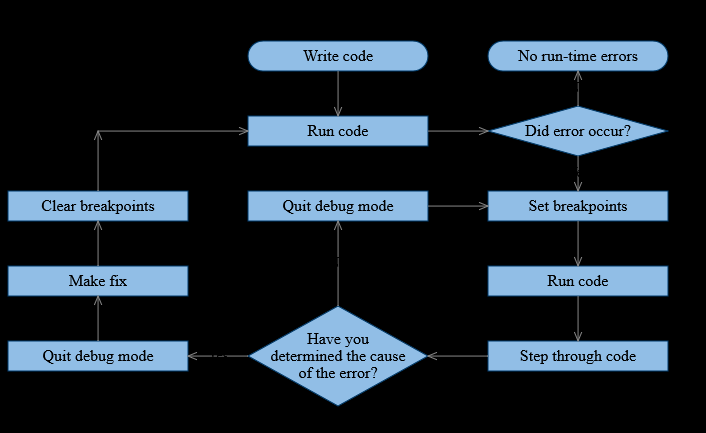 Write code
No run-time errors
Run code
Did error occur?
Clear breakpoints
Quit debug mode
Set breakpoints
Make fix
Run code
Have you
determined the cause
of the error?
Quit debug mode
Step through code